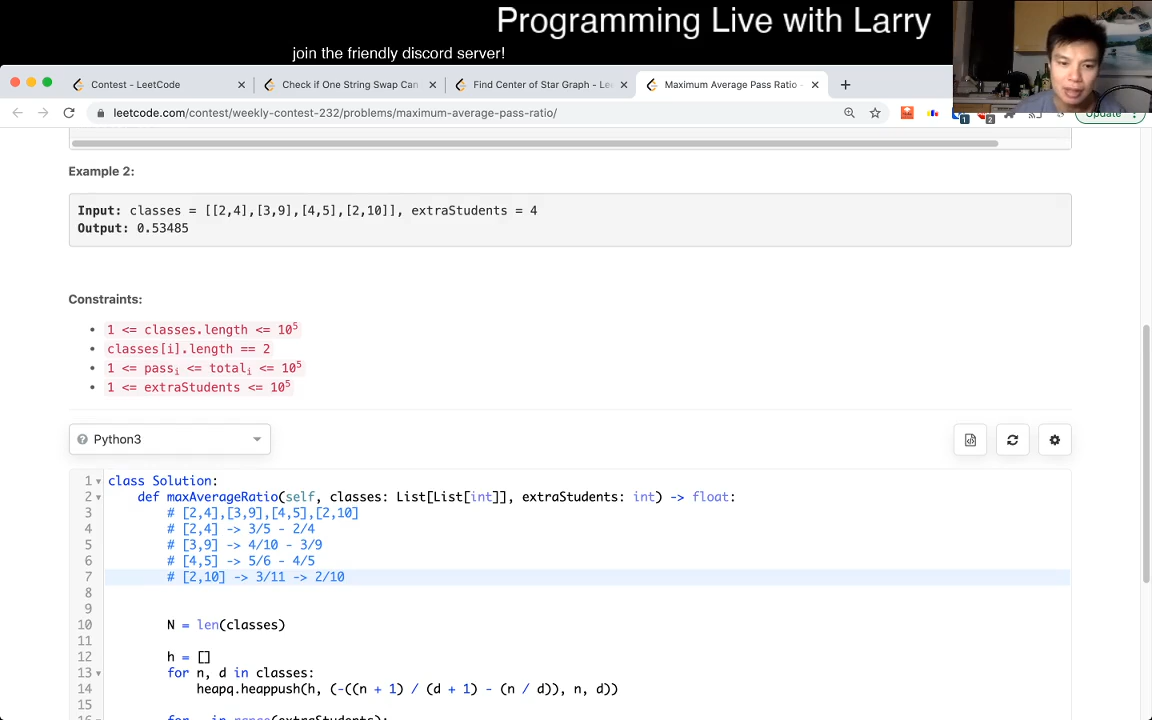 Programming Live with Larry
join the friendly discord server!
Contest - LeetCode
Check if One String Swap Can
Find Center of Star Graph - Lee
Maximum Average Pass Ratio -
leetcode.com/contest/weekly-contest-232/problems/maximum-average-pass-ratio/
Update
Example 2:
Input: classes = [[2,4],[3,9],[4,5],[2,10]], extraStudents = 4
Output: 0.53485
Constraints:
1 <= classes.length <= 10⁵
classes[i].length == 2
1 <= passᵢ <= totalᵢ <= 10⁵
1 <= extraStudents <= 10⁵
Python3
1 class Solution:
2 def maxAverageRatio(self, classes: List[List[int]], extraStudents: int) -> float:
3 # [2,4],[3,9],[4,5],[2,10]
4 # [2,4] -> 3/5 - 2/4
5 # [3,9] -> 4/10 - 3/9
6 # [4,5] -> 5/6 - 4/5
7 # [2,10] -> 3/11 -> 2/10
8
9
10 N = len(classes)
11
12 h = []
13 for n, d in classes:
14 heapq.heappush(h, (-((n + 1) / (d + 1) - (n / d)), n, d))
15
16 for _ in range(extraStudents):